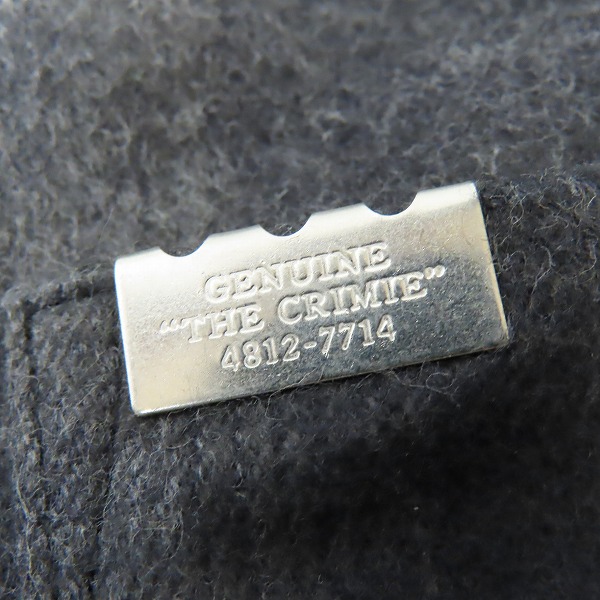 GENUINE
"THE CRIMIE"
4812-7714